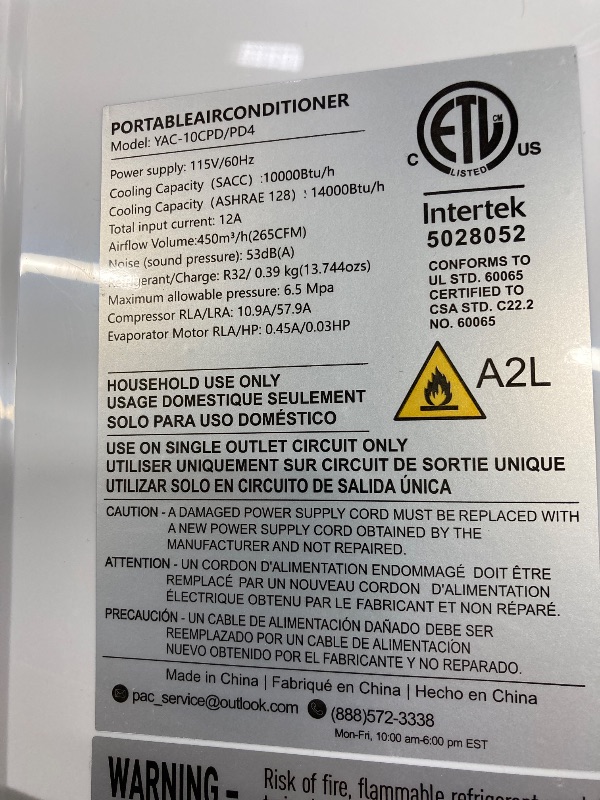 PORTABLEAIRCONDITIONER
Model: YAC-10CPD/PD4
Power supply: 115V/60Hz
Cooling Capacity (SACC) :10000Btu/h
Cooling Capacity (ASHRAE 128) : 14000Btu/h
Total input current: 12A
Airflow Volume:450m³/h(265CFM)
Noise (sound pressure): 53dB(A)
Refrigerant/Charge: R32/ 0.39 kg(13.744ozs)
Maximum allowable pressure: 6.5 Mpa
Compressor RLA/LRA: 10.9A/57.9A
Evaporator Motor RLA/HP: 0.45A/0.03HP
ETL CM
C US
LISTED
Intertek
5028052
CONFORMS TO
UL STD. 60065
CERTIFIED TO
CSA STD. C22.2
NO. 60065
A2L
HOUSEHOLD USE ONLY
USAGE DOMESTIQUE SEULEMENT
SOLO PARA USO DOMÉSTICO
USE ON SINGLE OUTLET CIRCUIT ONLY
UTILISER UNIQUEMENT SUR CIRCUIT DE SORTIE UNIQUE
UTILIZAR SOLO EN CIRCUITO DE SALIDA ÚNICA
CAUTION - A DAMAGED POWER SUPPLY CORD MUST BE REPLACED WITH
A NEW POWER SUPPLY CORD OBTAINED BY THE
MANUFACTURER AND NOT REPAIRED.
ATTENTION - UN CORDON D'ALIMENTATION ENDOMMAGÉ DOIT ÊTRE
REMPLACÉ PAR UN NOUVEAU CORDON D'ALIMENTATION
ÉLECTRIQUE OBTENU PAR LE FABRICANT ET NON RÉPARÉ.
PRECAUCIÓN - UN CABLE DE ALIMENTACIÓN DAÑADO DEBE SER
REEMPLAZADO POR UN CABLE DE ALIMENTACIÓN
NUEVO OBTENIDO POR EL FABRICANTE Y NO REPARADO.
Made in China | Fabriqué en China | Hecho en China
pac_service@outlook.com (888)572-3338
Mon-Fri, 10:00 am-6:00 pm EST
WARNING – Risk of fire, flammable refrigerant